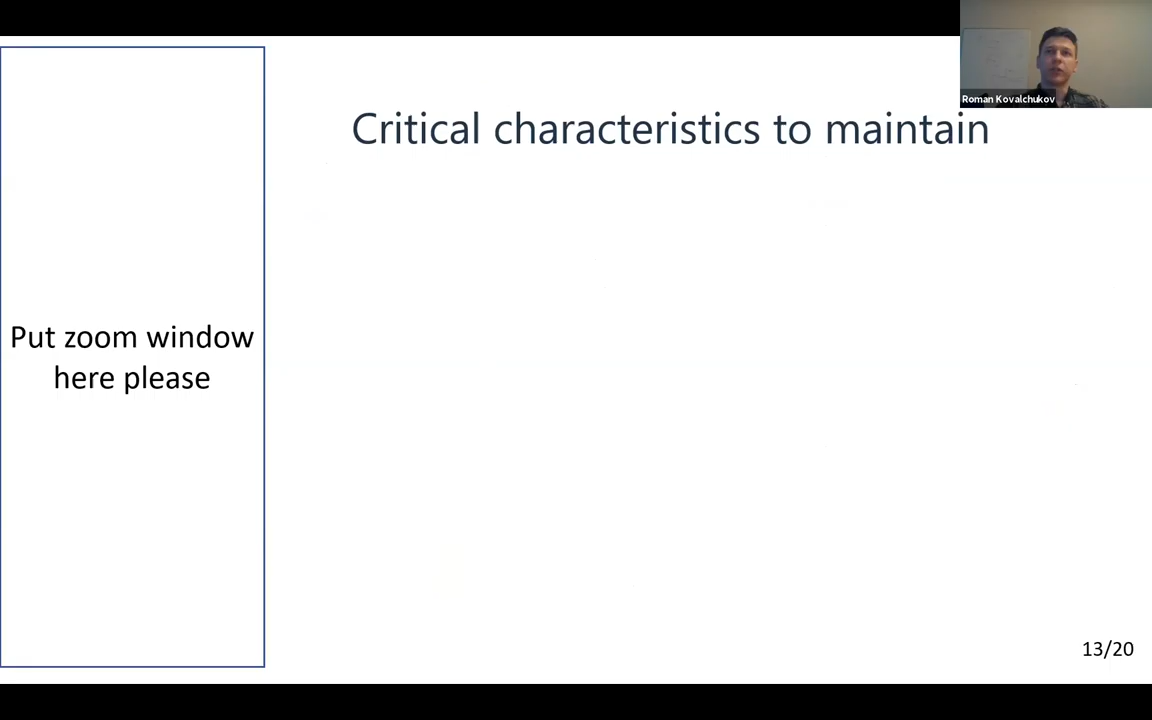 Roman Kovalchukov
Critical characteristics to maintain
Put zoom window
here please
13/20